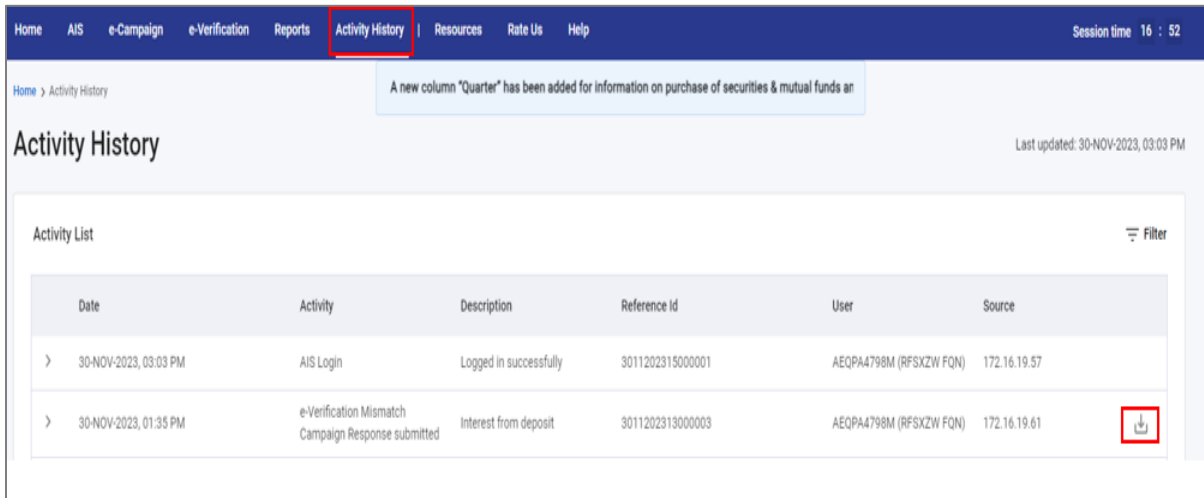 Home AIS e-Campaign e-Verification Reports Activity History | Resources Rate Us Help Session time 16 : 52
A new column "Quarter" has been added for information on purchase of securities & mutual funds an
Home > Activity History
Activity History
Last updated: 30-NOV-2023, 03:03 PM
Activity List Filter
Date Activity Description Reference Id User Source
> 30-NOV-2023, 03:03 PM AIS Login Logged in successfully 3011202315000001 AEQPA4798M (RFSXZW FQN) 172.16.19.57
e-Verification Mismatch
> 30-NOV-2023, 01:35 PM Campaign Response submitted Interest from deposit 3011202313000003 AEQPA4798M (RFSXZW FQN) 172.16.19.61